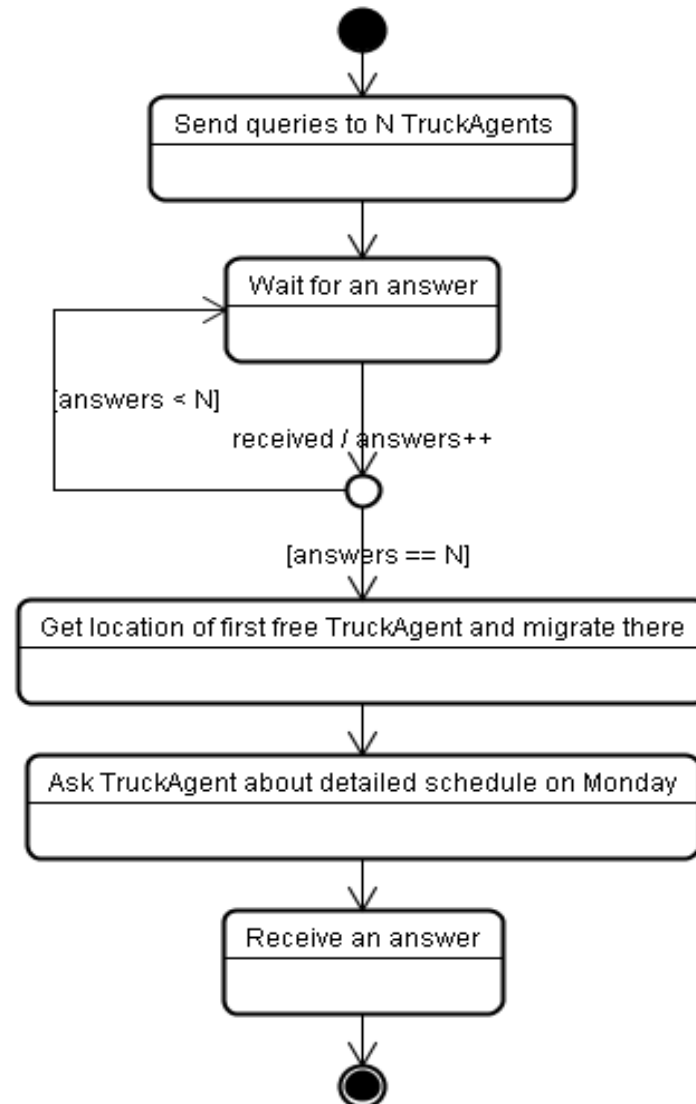 Send queries to N TruckAgents
Wait for an answer
[answers < N]
received / answers++
[answers == N]
Get location of first free TruckAgent and migrate there
Ask TruckAgent about detailed schedule on Monday
Receive an answer